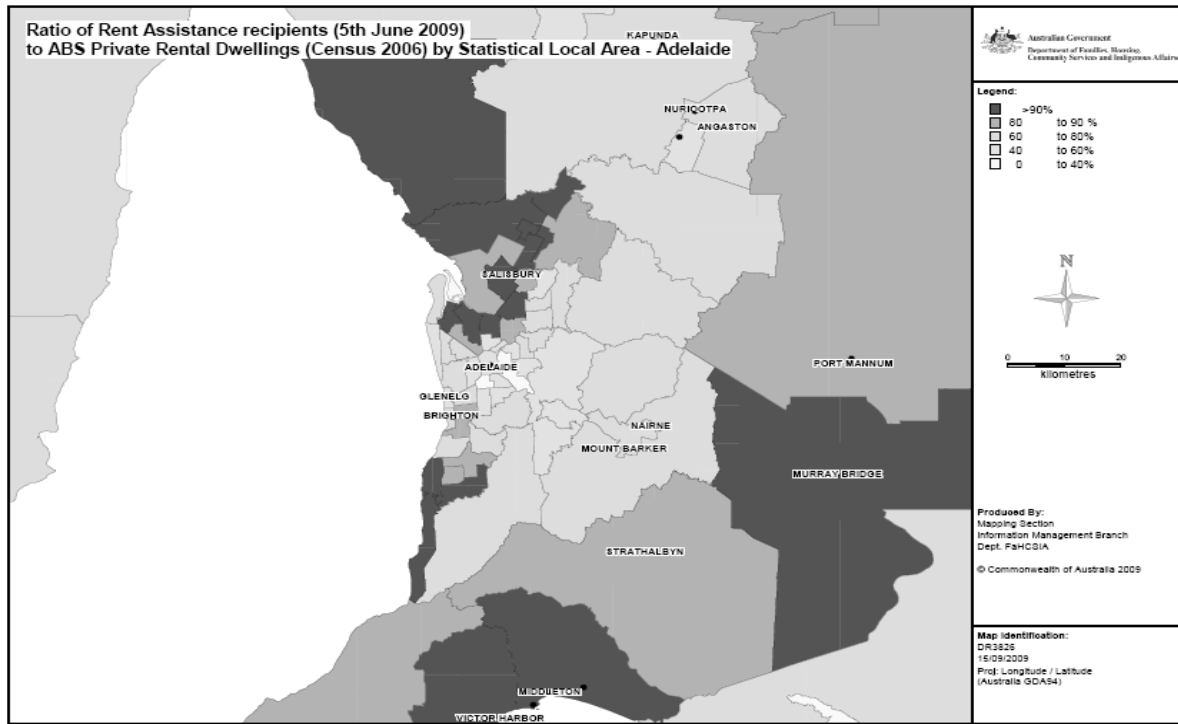 Ratio of Rent Assistance recipients (5th June 2009)
to ABS Private Rental Dwellings (Census 2006) by Statistical Local Area - Adelaide
KAPUNDA
NURIOOTPA
ANGASTON
SALISBURY
ADELAIDE
GLENELG
BRIGHTON
PORT MANNUM
NAIRNE
MOUNT BARKER
MURRAY BRIDGE
STRATHALBYN
MIDDLETON
VICTOR HARBOR
Australian Government
Department of Families, Housing,
Community Services and Indigenous Affairs
Legend:
>90%
80 to 90 %
60 to 80%
40 to 60%
0 to 40%
N
0 10 20
kilometres
Produced By:
Mapping Section
Information Management Branch
Dept. FaHCSIA
© Commonwealth of Australia 2009
Map Identification:
DR3826
15/09/2009
Proj: Longitude / Latitude
(Australia GDA94)